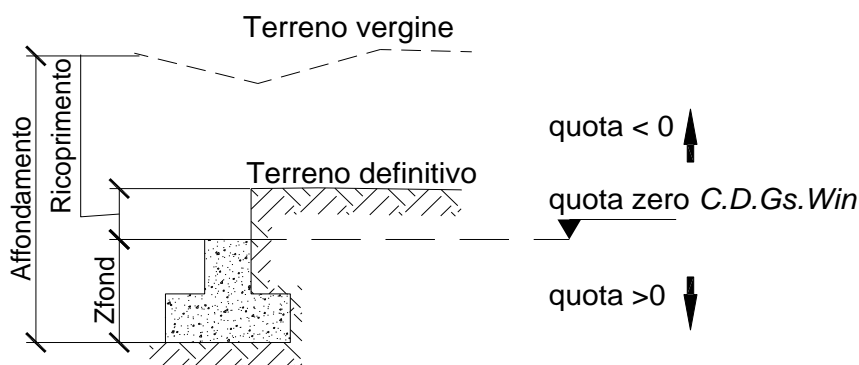 Terreno vergine
Affondamento
Ricoprimento
quota < 0
Terreno definitivo
quota zero C.D.Gs.Win
Zfond
quota >0